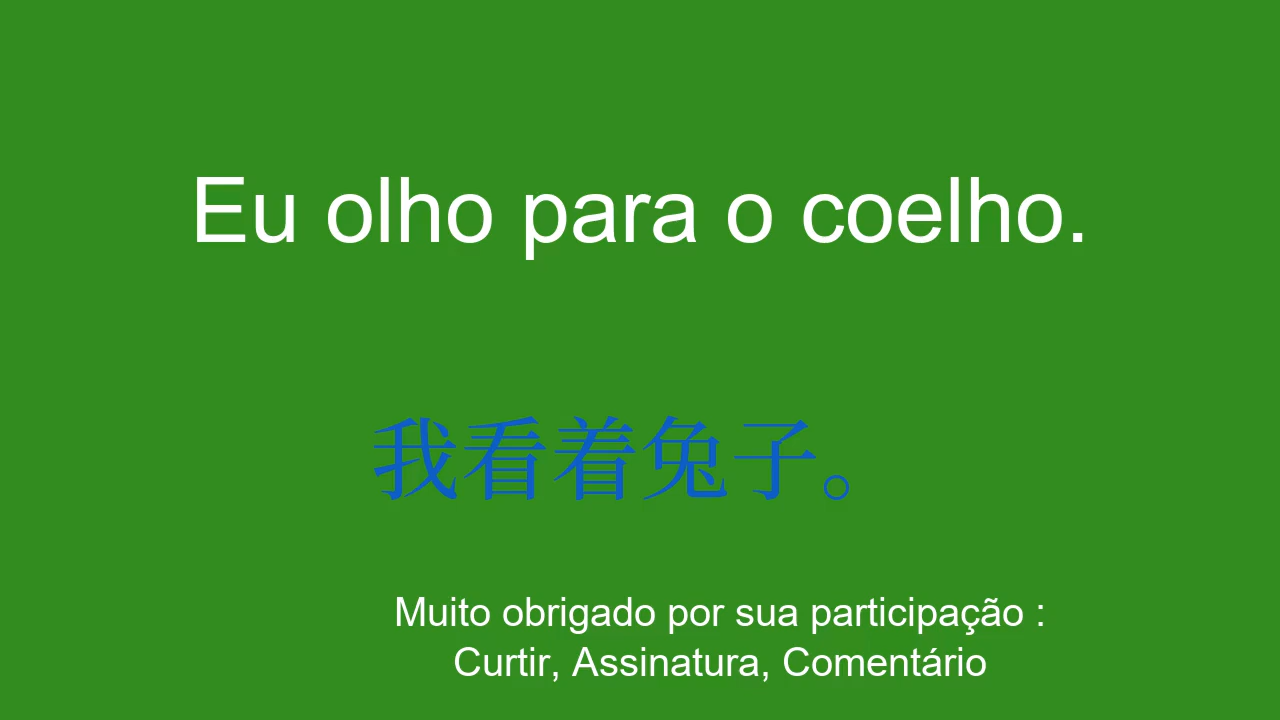 Eu olho para o coelho.
我看着兔子。
Muito obrigado por sua participação :
Curtir, Assinatura, Comentário